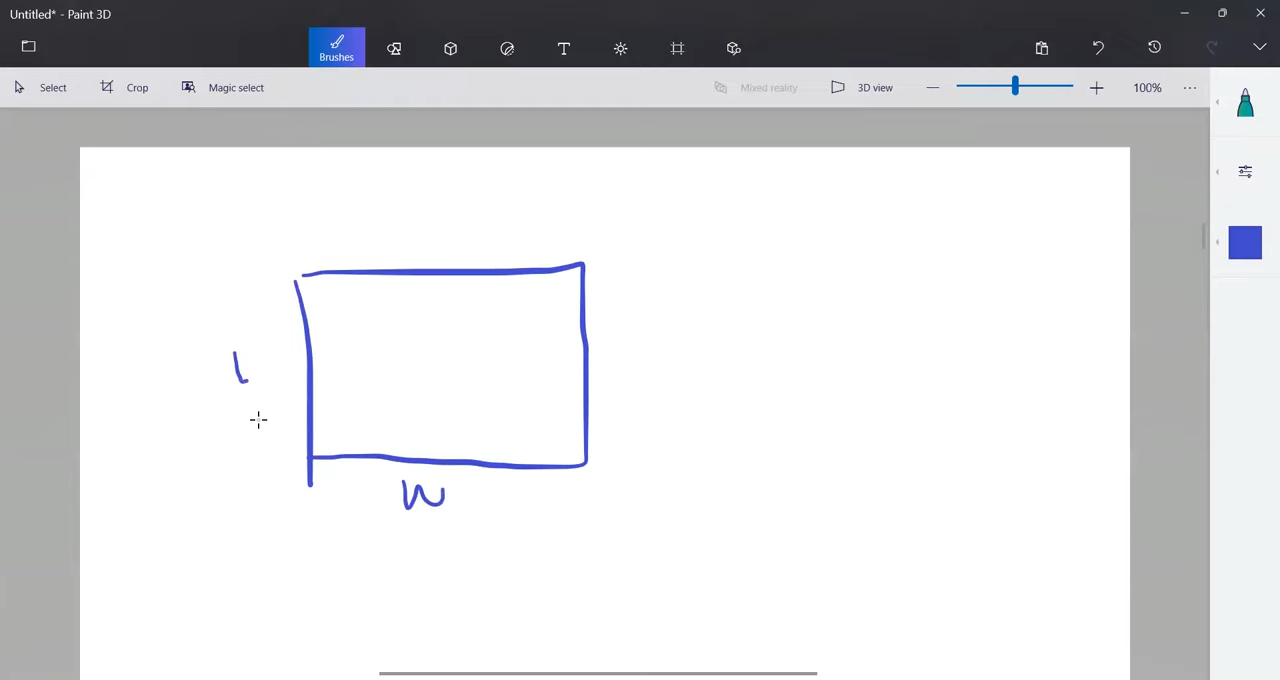 Untitled* - Paint 3D
Brushes
Select Crop Magic select Mixed reality 3D view 100%
L
w